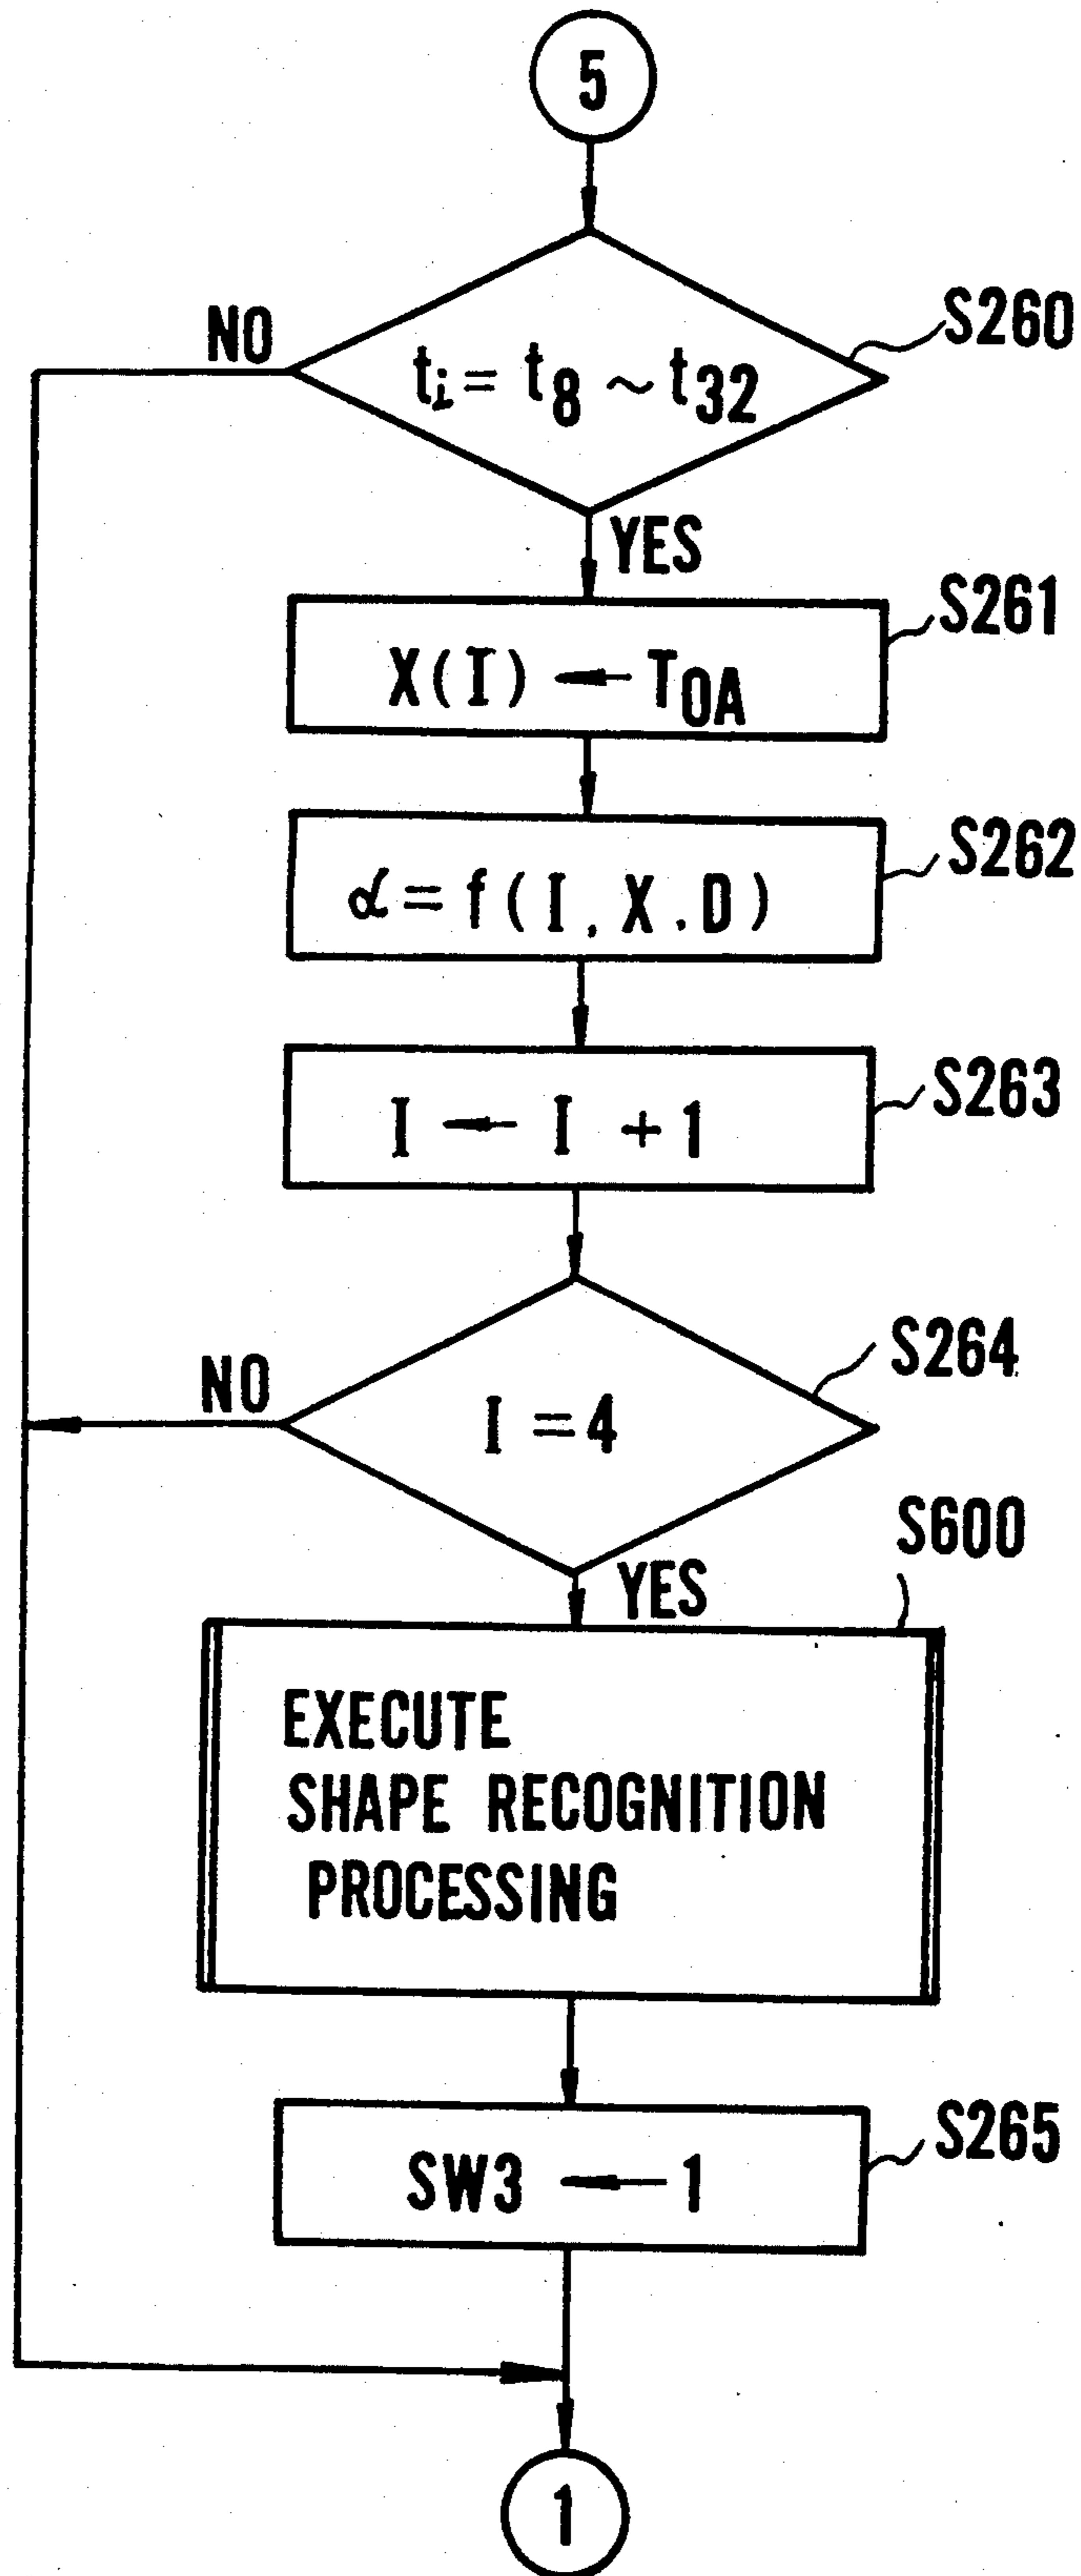 5
NO
S260
tᵢ = t₈ ~ t₃₂
YES
S261
X(I) ← T₀A
S262
α = f(I, X.D)
S263
I ← I + 1
S264
NO
I = 4
S600
YES
EXECUTE
SHAPE RECOGNITION
PROCESSING
S265
SW3 ← 1
1